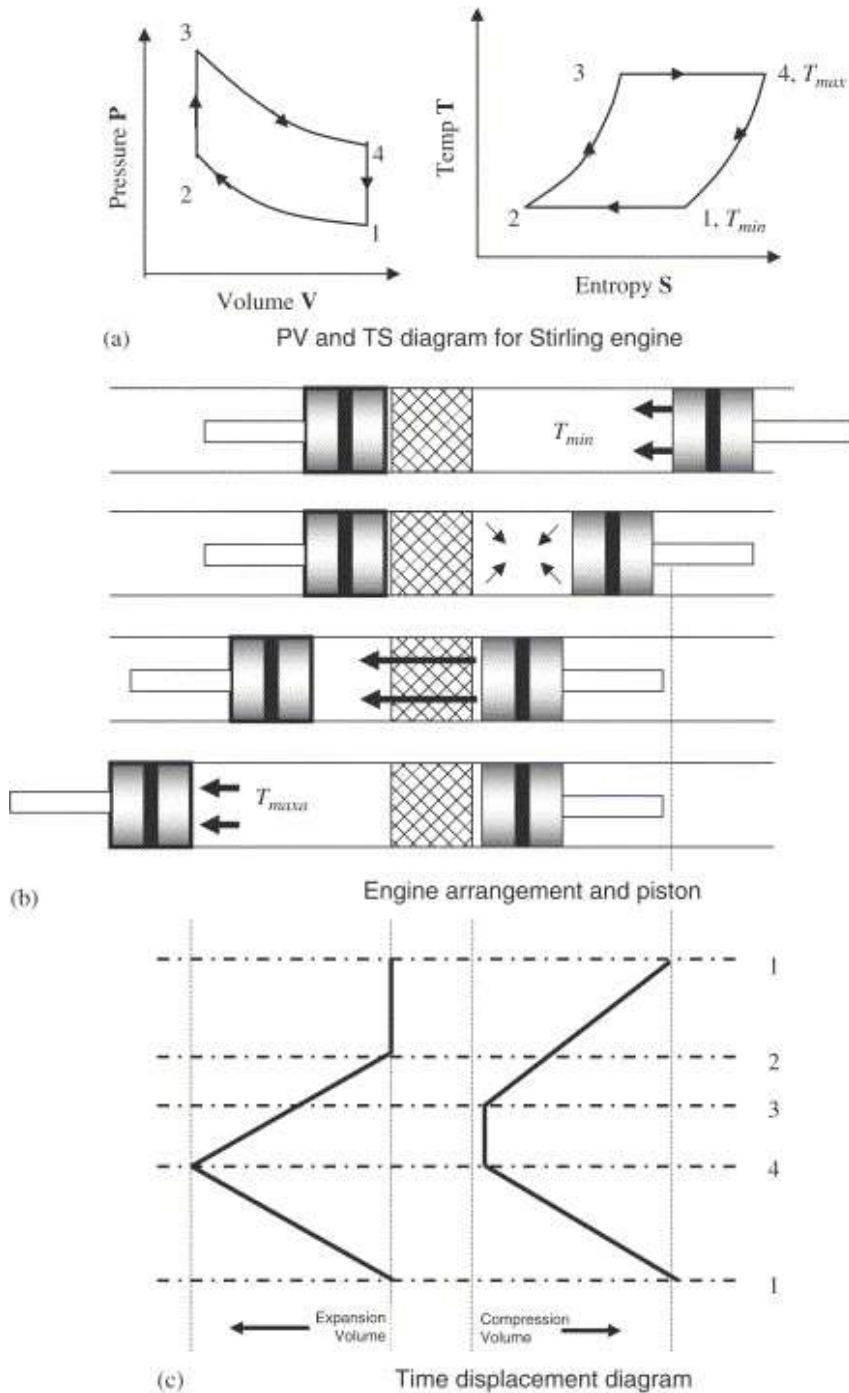 3
4
2
1
Pressure P
Volume V
3
4, Tmax
2
1, Tmin
Temp T
Entropy S
(a)
PV and TS diagram for Stirling engine
Tmin
Tmaxa
(b)
Engine arrangement and piston
1
2
3
4
1
Expansion
Volume
Compression
Volume
(c)
Time displacement diagram